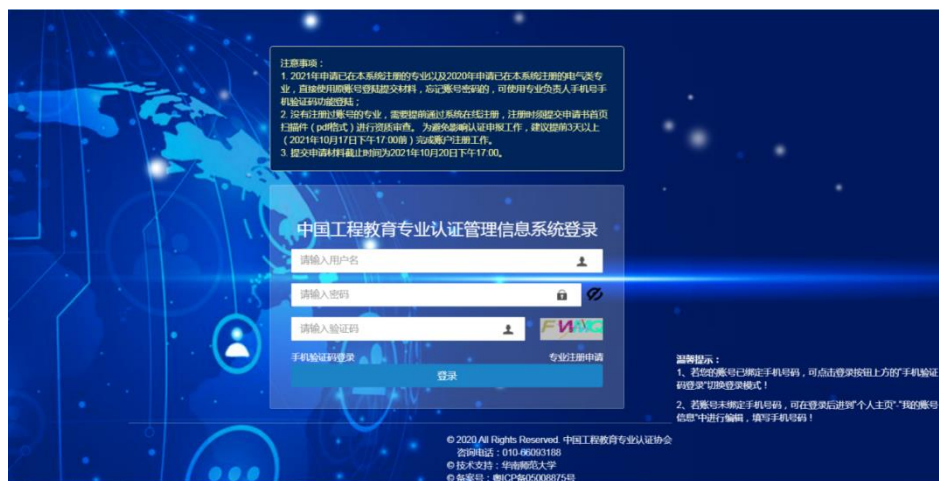 注意事项：
1. 2021年申请已在本系统注册的专业以及2020年申请已在本系统注册的电气类专
业，直接使用原账号登陆提交材料，忘记账号密码的，可使用专业负责人手机号手
机验证码功能登陆；
2. 没有注册过账号的专业，需要提前通过系统在线注册，注册时须提交申请书首页
扫描件（pdf格式）进行资质审查。 为避免影响认证申报工作，建议提前3天以上
（2021年10月17日下午17:00前）完成账户注册工作。
3. 提交申请材料截止时间为2021年10月20日下午17:00。
中国工程教育专业认证管理信息系统登录
请输入用户名
请输入密码
请输入验证码
手机验证码登录 专业注册申请
登录
温馨提示：
1、若您的账号已绑定手机号码，可点击登录按钮上方的"手机验证
码登录"切换登录模式！
2、若账号未绑定手机号码，可在登录后进到"个人主页"-"我的账号
信息"中进行编辑，填写手机号码！
© 2020 All Rights Reserved. 中国工程教育专业认证协会
咨询电话：010-66093188
©技术支持：华南师范大学
©备案号：粤ICP备05008875号